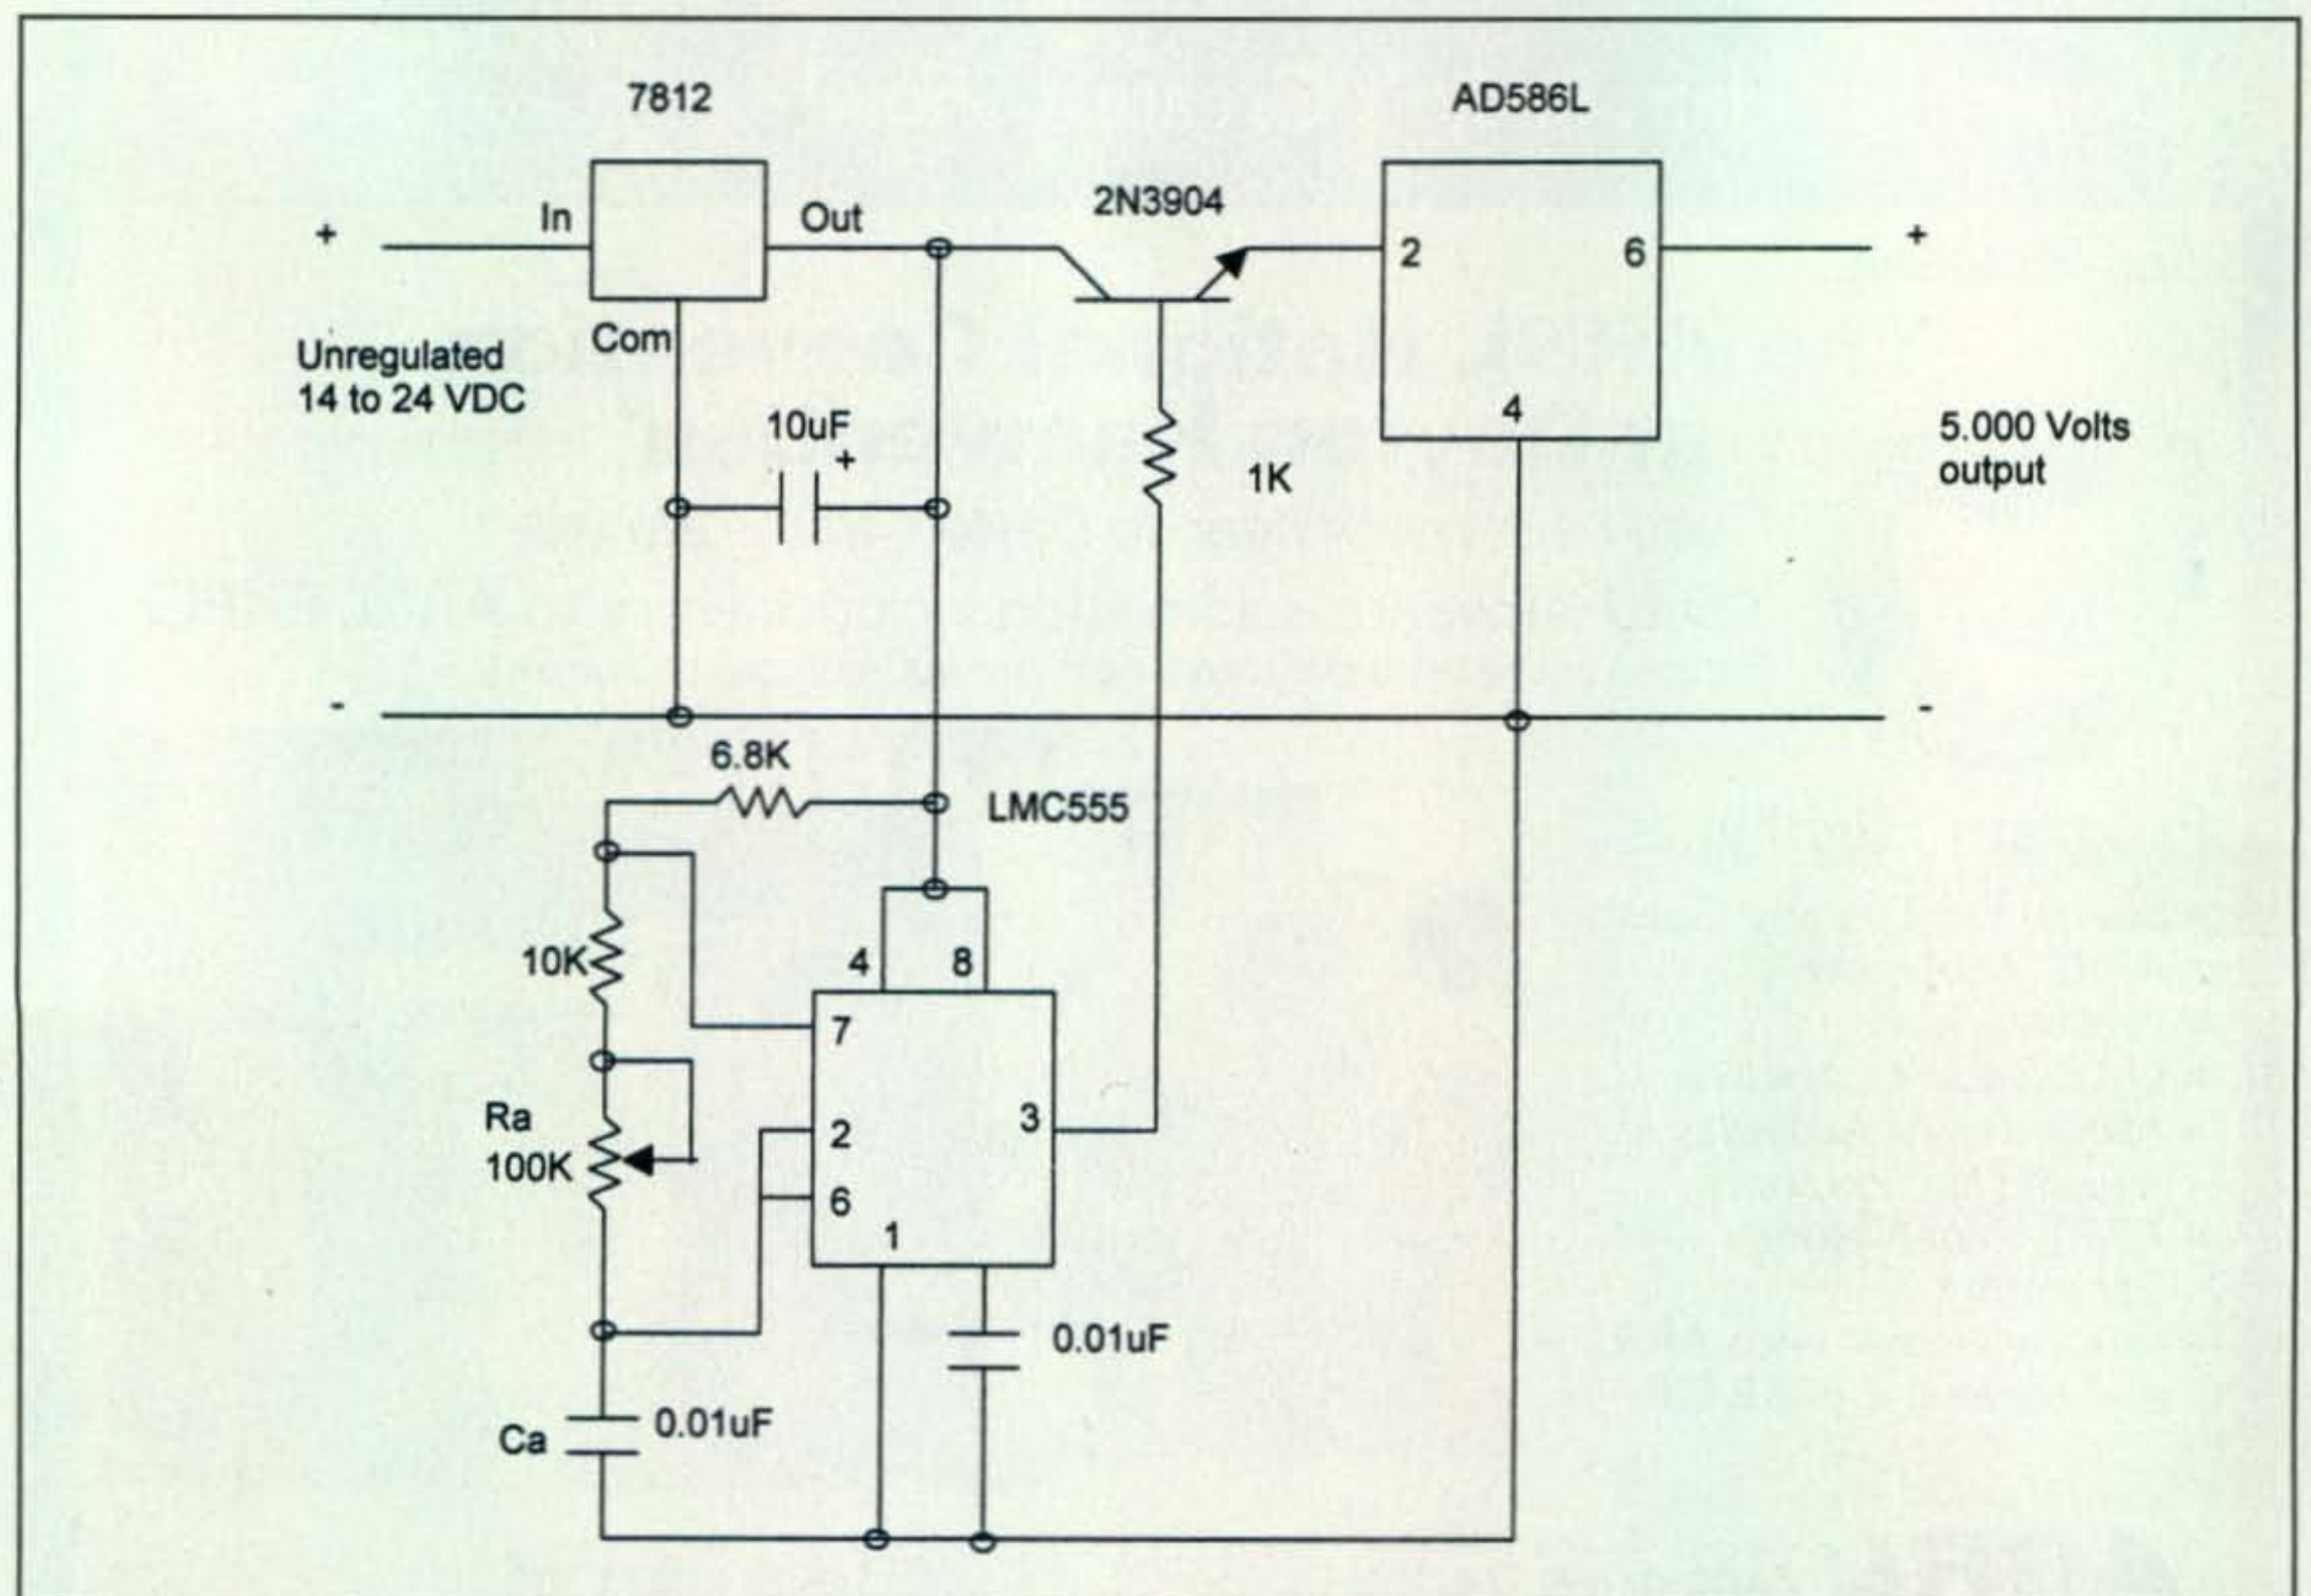 7812
AD586L
2N3904
In
Out
+
2
6
+
Com
Unregulated
14 to 24 VDC
10uF
+
4
1K
5.000 Volts
output
-
-
6.8K
LMC555
10K
4
8
7
Ra
100K
2
3
6
1
0.01uF
Ca
0.01uF